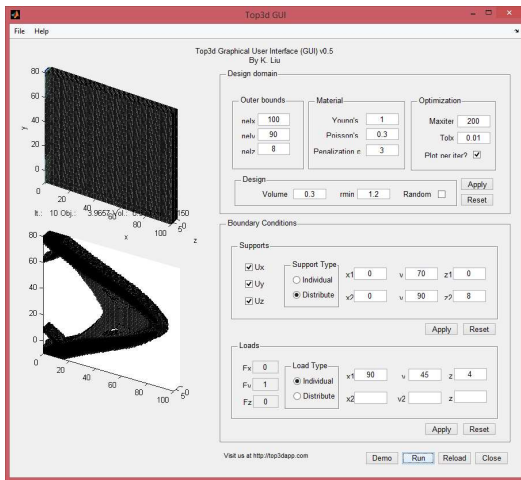 Top3d GUI
File Help
Top3d Graphical User Interface (GUI) v0.5
By K. Liu
Design domain
Outer bounds
nelx 100
nely 90
nelz 8
Material
Young's 1
Poisson's 0.3
Penalization p 3
Optimization
Maxiter 200
Tolx 0.01
Plot per iter?
Design
Volume 0.3 rmin 1.2 Random
Apply
Reset
80
60
40
20
0
y
0
20
40
60
80
100
x
z
It.: 10 Obj.: 3.9657 Vol.:
80
60
40
20
0
0
20
40
60
80
100
Boundary Conditions
Supports
Ux
Uy
Uz
Support Type
Individual
Distribute
x1 0 y 70 z1 0
x2 0 y 90 z2 8
Apply Reset
Loads
Fx 0
Fy 1
Fz 0
Load Type
Individual
Distribute
x1 90 y 45 z 4
x2 y2 z
Apply Reset
Visit us at http://top3dapp.com
Demo Run Reload Close